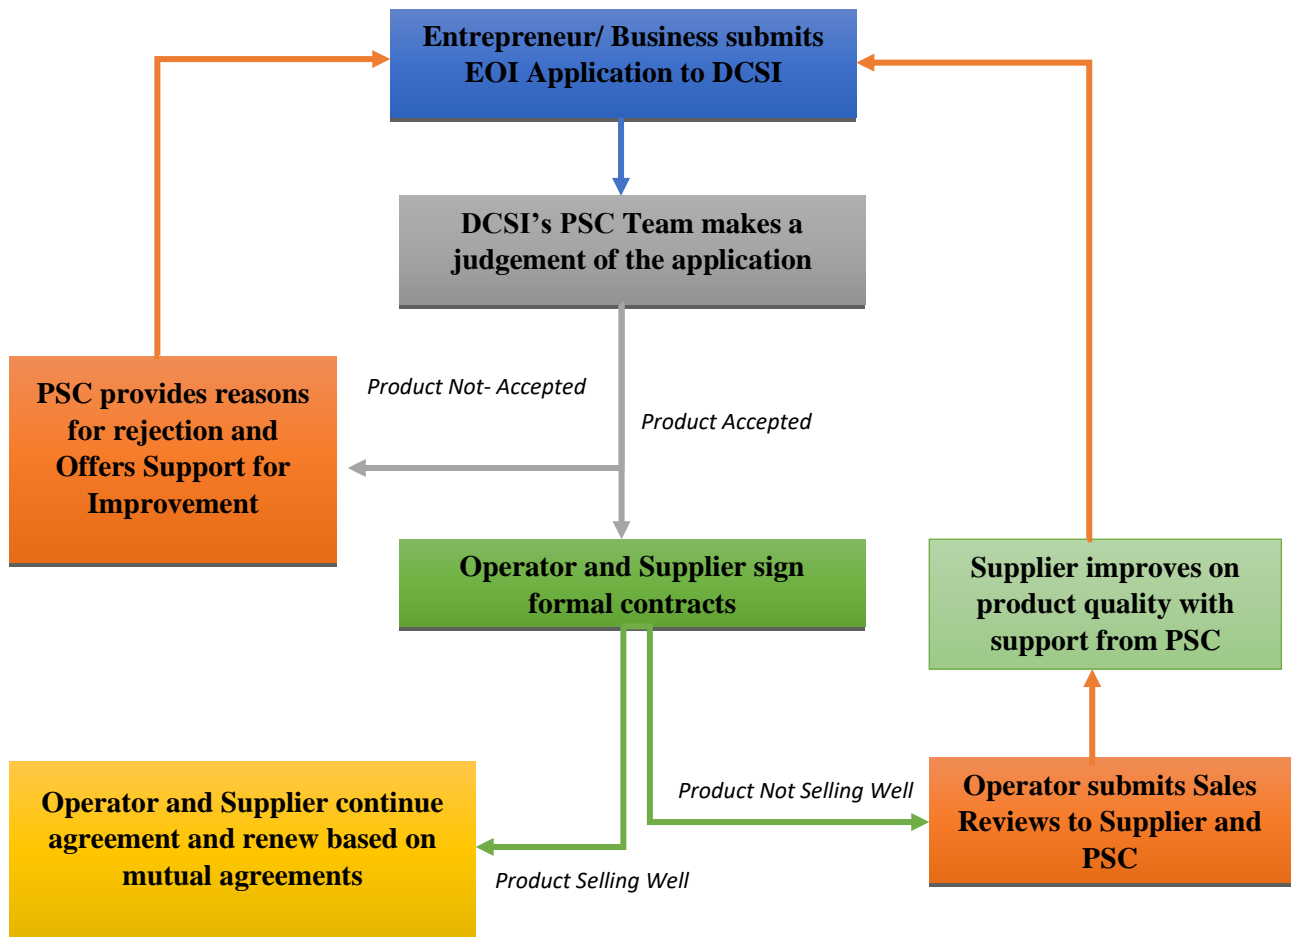 Entrepreneur/ Business submits
EOI Application to DCSI
DCSI’s PSC Team makes a
judgement of the application
PSC provides reasons
for rejection and
Offers Support for
Improvement
Product Not- Accepted
Product Accepted
Operator and Supplier sign
formal contracts
Supplier improves on
product quality with
support from PSC
Operator and Supplier continue
agreement and renew based on
mutual agreements
Product Selling Well
Product Not Selling Well
Operator submits Sales
Reviews to Supplier and
PSC